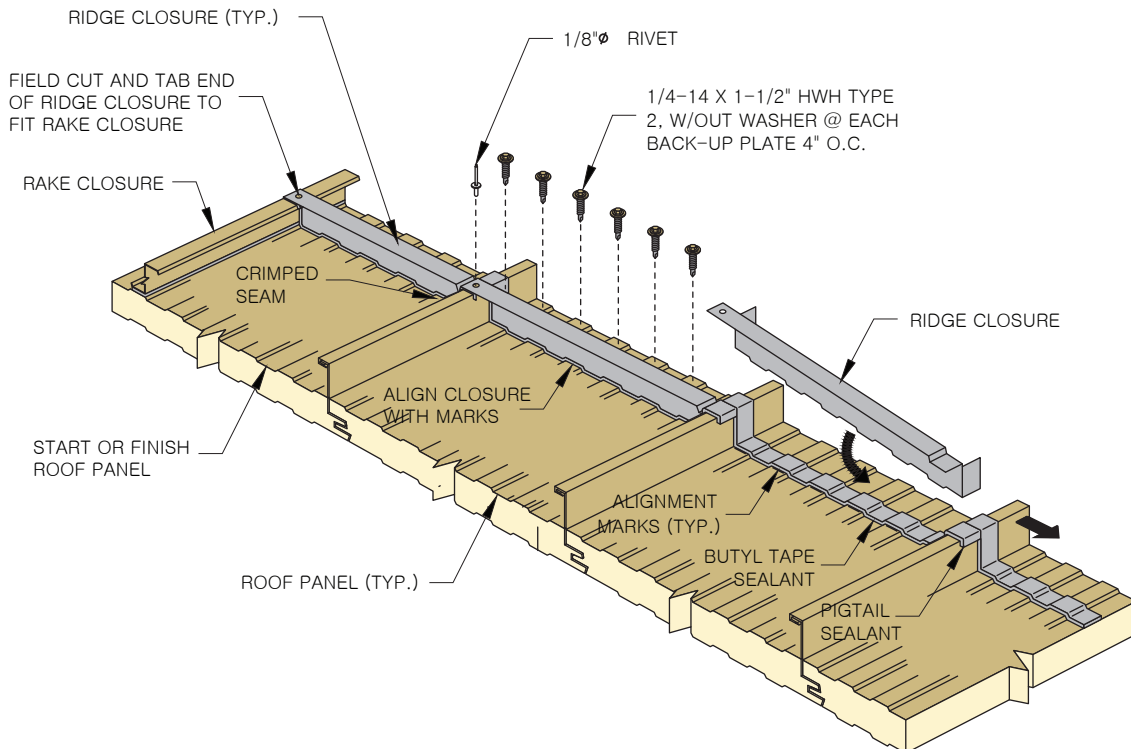 RIDGE CLOSURE (TYP.)
1/8"ø RIVET
FIELD CUT AND TAB END
OF RIDGE CLOSURE TO
FIT RAKE CLOSURE
1/4-14 X 1-1/2" HWH TYPE
2, W/OUT WASHER @ EACH
BACK-UP PLATE 4" O.C.
RAKE CLOSURE
CRIMPED
SEAM
RIDGE CLOSURE
ALIGN CLOSURE
WITH MARKS
START OR FINISH
ROOF PANEL
ALIGNMENT
MARKS (TYP.)
BUTYL TAPE
SEALANT
ROOF PANEL (TYP.)
PIGTAIL
SEALANT